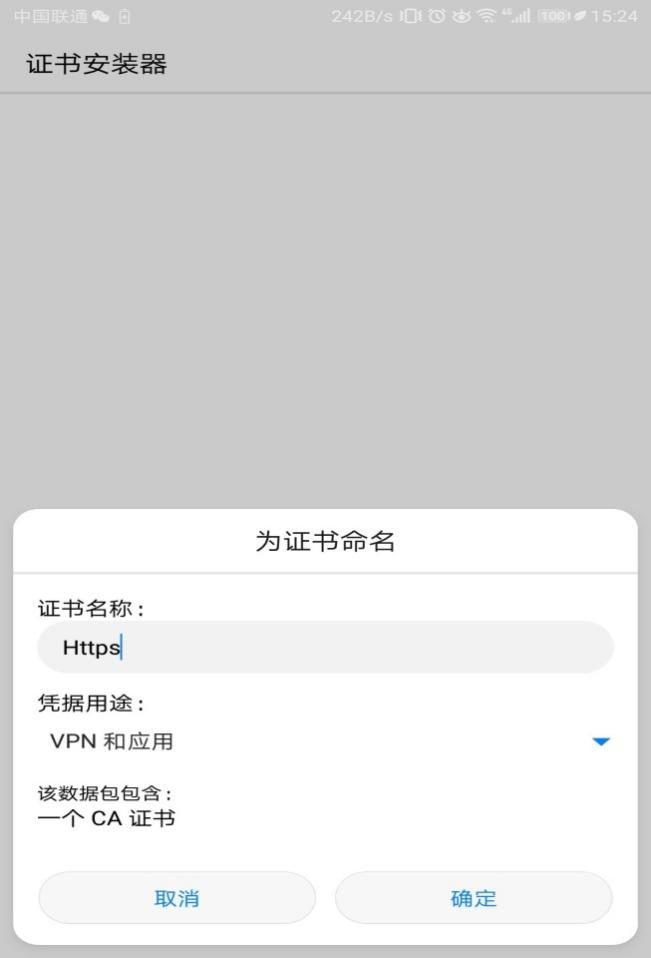 中国联通 242B/s 4G 100 15:24
证书安装器
为证书命名
证书名称：
Https
凭据用途：
VPN 和应用
该数据包包含：
一个 CA 证书
取消 确定